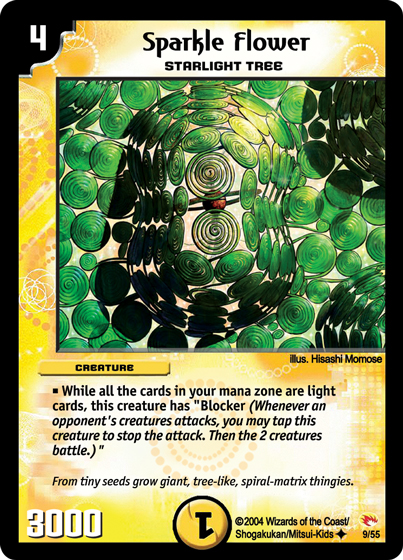 4
Sparkle Flower
STARLIGHT TREE
illus. Hisashi Momose
CREATURE
▪ While all the cards in your mana zone are light
cards, this creature has "Blocker (Whenever an
opponent's creatures attacks, you may tap this
creature to stop the attack. Then the 2 creatures
battle.) "
From tiny seeds grow giant, tree-like, spiral-matrix thingies.
3000
1
©2004 Wizards of the Coast/
Shogakukan/Mitsui-Kids ✦ 9/55